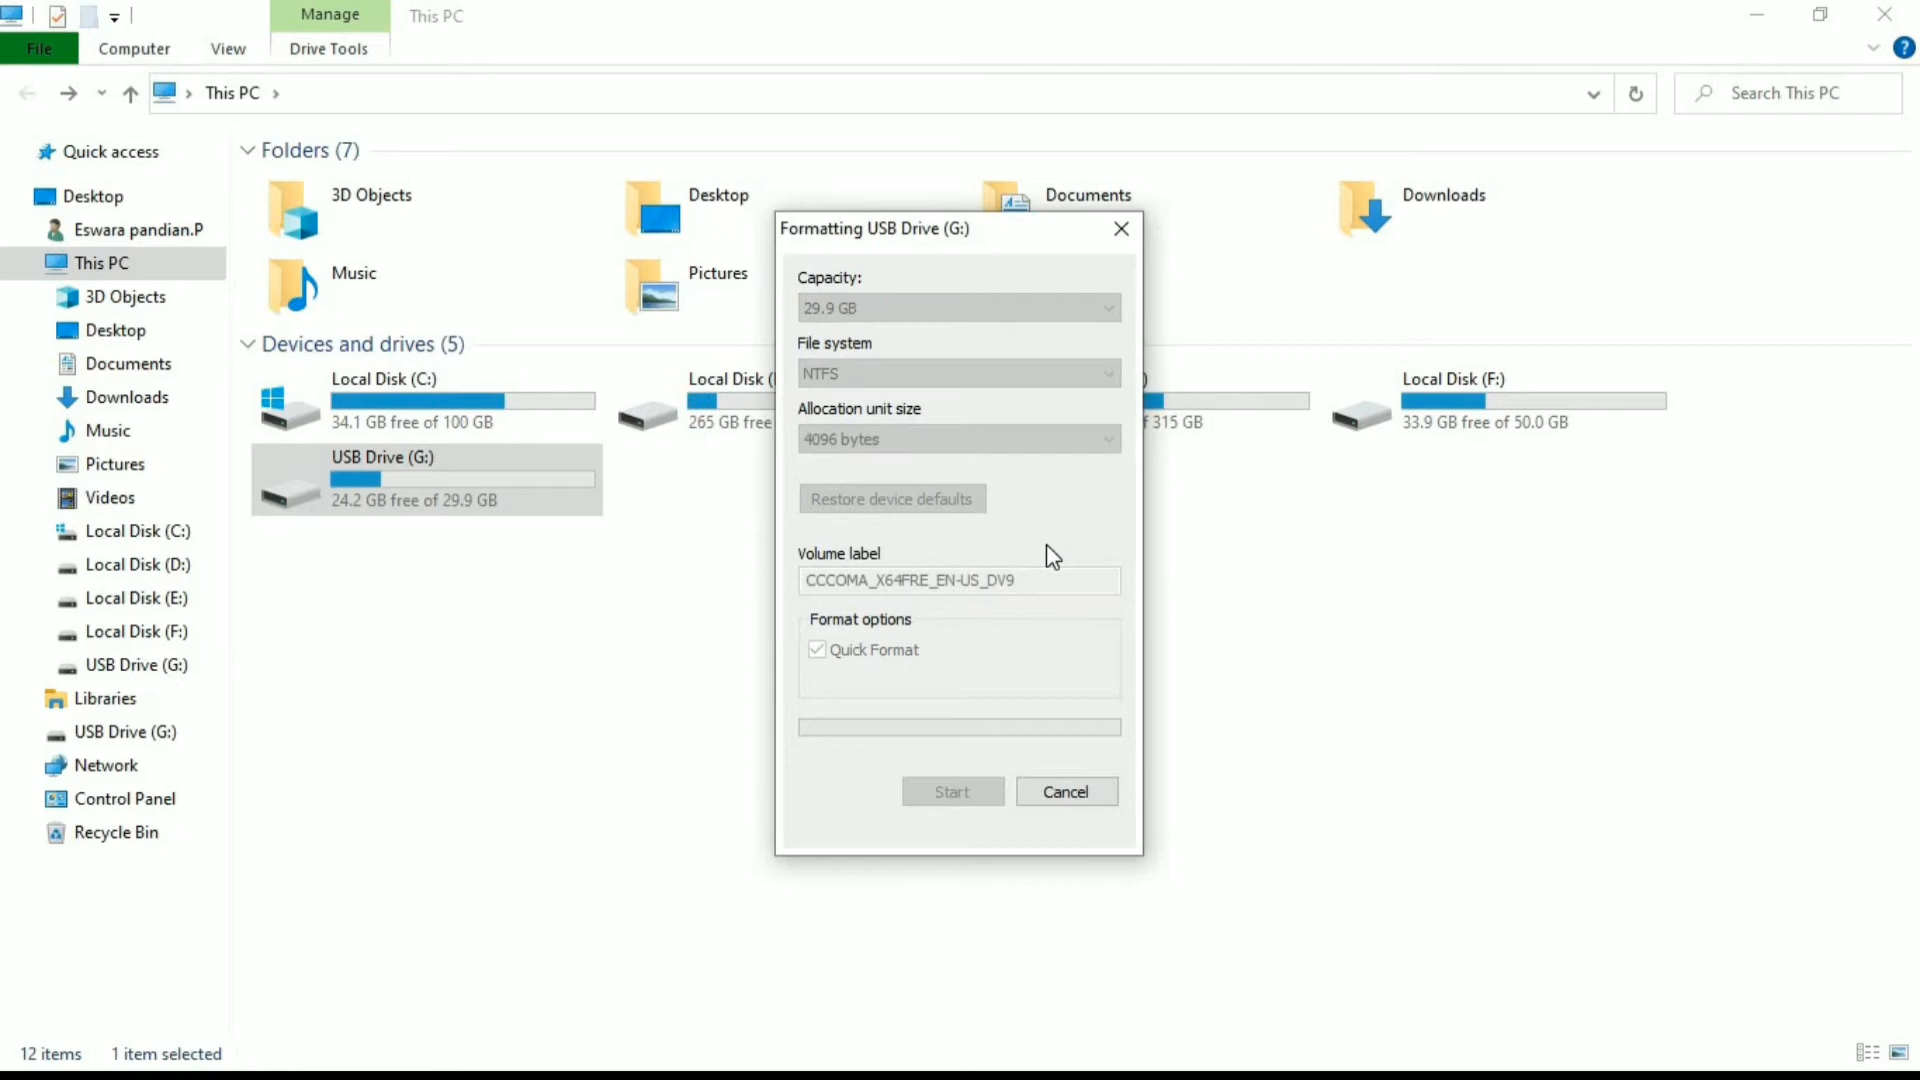 Manage
This PC
File
Computer
View
Drive Tools
This PC
Search This PC
Quick access
Desktop
Eswara pandian.P
This PC
3D Objects
Desktop
Documents
Downloads
Music
Pictures
Videos
Local Disk (C:)
Local Disk (D:)
Local Disk (E:)
Local Disk (F:)
USB Drive (G:)
Libraries
USB Drive (G:)
Network
Control Panel
Recycle Bin
Folders (7)
3D Objects
Desktop
Documents
Downloads
Music
Pictures
Devices and drives (5)
Local Disk (C:)
34.1 GB free of 100 GB
Local Disk (
265 GB free
)
315 GB
Local Disk (F:)
33.9 GB free of 50.0 GB
USB Drive (G:)
24.2 GB free of 29.9 GB
Formatting USB Drive (G:)
Capacity:
29.9 GB
File system
NTFS
Allocation unit size
4096 bytes
Restore device defaults
Volume label
CCCOMA_X64FRE_EN-US_DV9
Format options
Quick Format
Start
Cancel
12 items
1 item selected